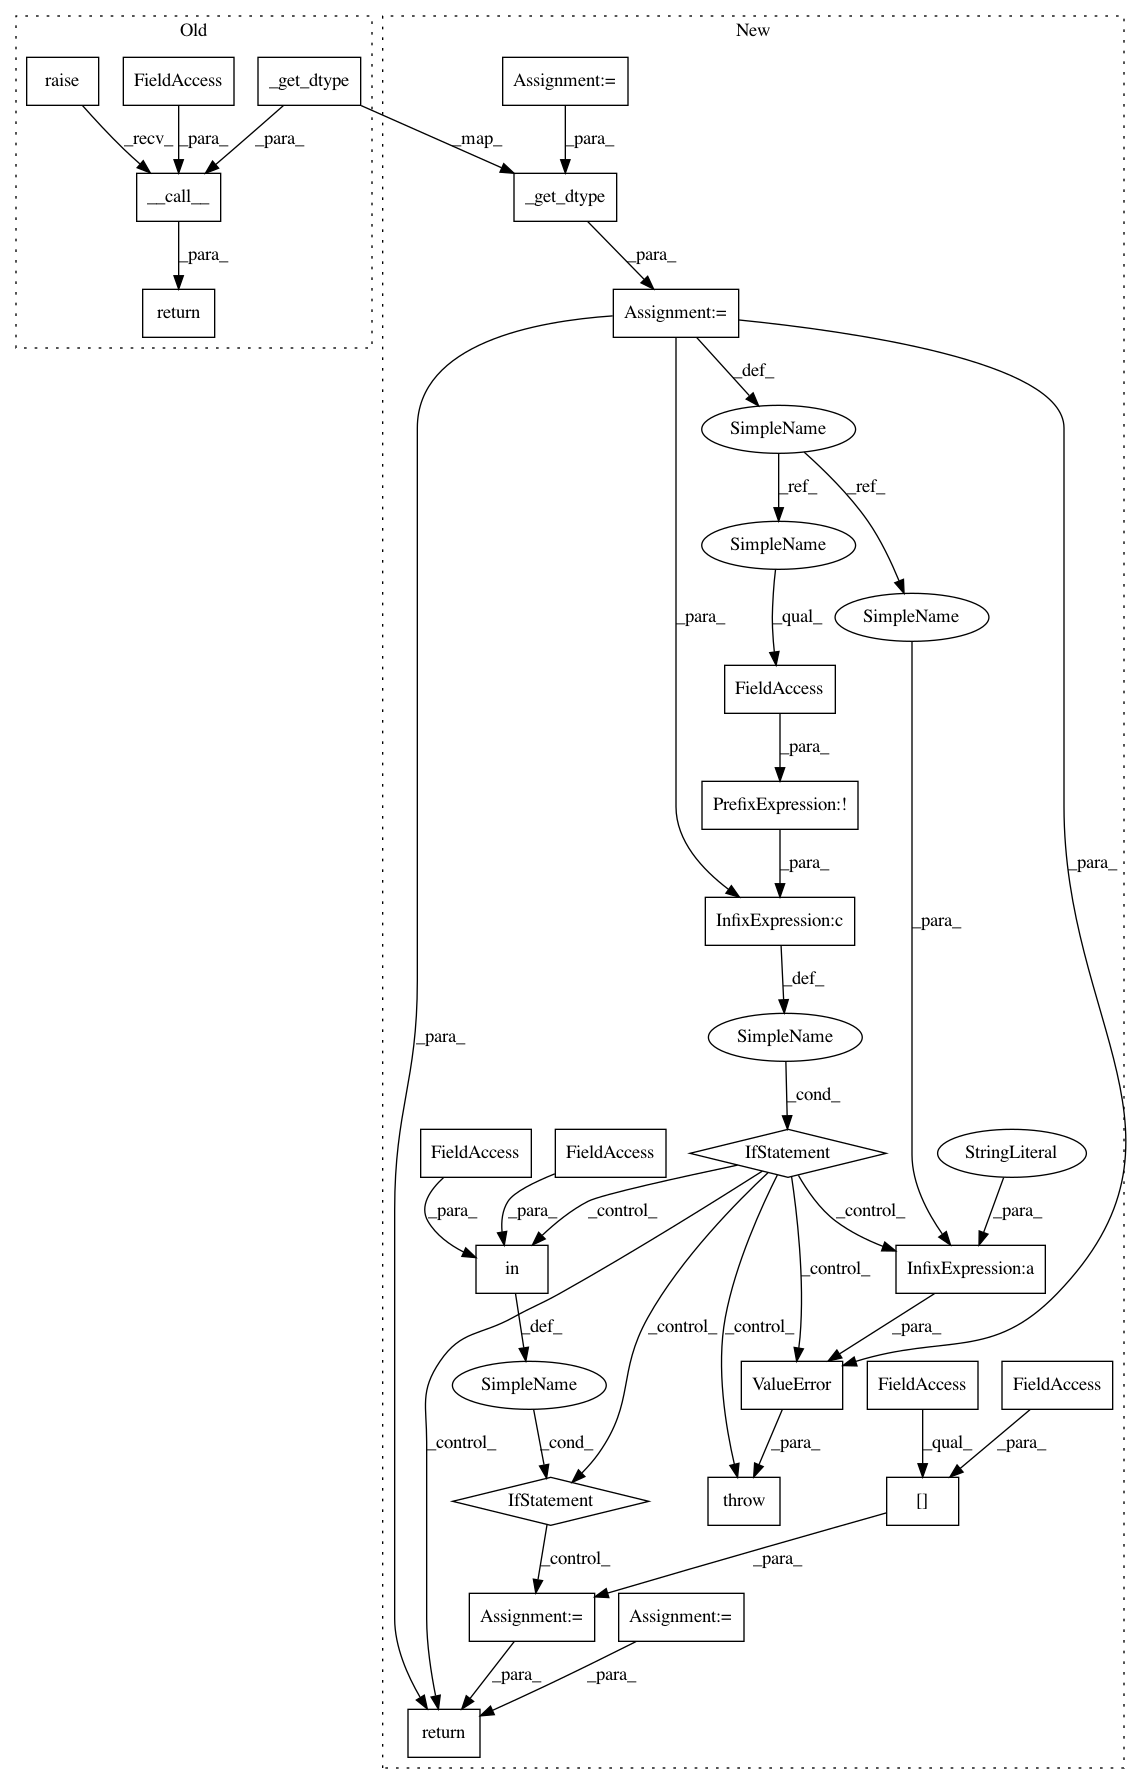 Old
New
raise
FieldAccess
_get_dtype
Assignment:=
_recv_
_para_
_para_
_map_
_para_
__call__
_get_dtype
_para_
_para_
return
Assignment:=
_def_
SimpleName
_ref_
_ref_
SimpleName
SimpleName
_para_
_qual_
FieldAccess
_para_
PrefixExpression:!
_para_
_para_
_para_
InfixExpression:c
_def_
_para_
SimpleName
_cond_
FieldAccess
FieldAccess
IfStatement
StringLiteral
_para_
_para_
_control_
_control_
_para_
in
InfixExpression:a
_control_
_def_
_control_
_control_
_para_
SimpleName
ValueError
FieldAccess
FieldAccess
_control_
_cond_
_para_
_qual_
_para_
IfStatement
throw
[]
_control_
_para_
Assignment:=
Assignment:=
_para_
_para_
return